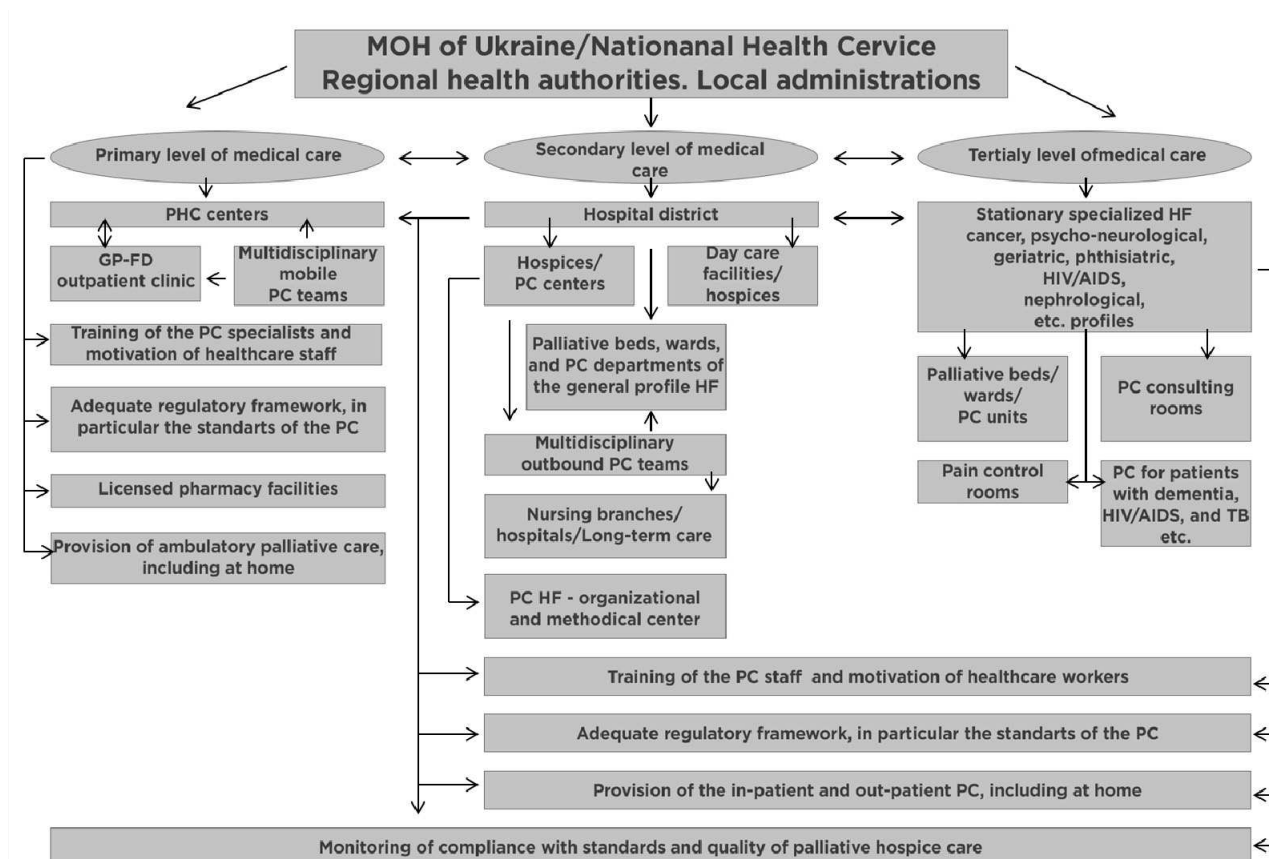 MOH of Ukraine/Nationanal Health Cervice
Regional health authorities. Local administrations
Primary level of medical care
Secondary level of medical
care
Tertialy level ofmedical care
PHC centers
Hospital district
Stationary specialized HF
cancer, psycho-neurological,
geriatric, phthisiatric,
HIV/AIDS,
nephrological,
etc. profiles
GP-FD
outpatient clinic
Multidisciplinary
mobile
PC teams
Hospices/
PC centers
Day care
facilities/
hospices
Training of the PC specialists and
motivation of healthcare staff
Palliative beds, wards,
and PC departments of
the general profile HF
Palliative beds/
wards/
PC units
PC consulting
rooms
Adequate regulatory framework, in
particular the standarts of the PC
Multidisciplinary
outbound PC teams
Pain control
rooms
PC for patients
with dementia,
HIV/AIDS, and TB
etc.
Licensed pharmacy facilities
Nursing branches/
hospitals/Long-term care
Provision of ambulatory palliative care,
including at home
PC HF - organizational
and methodical center
Training of the PC staff and motivation of healthcare workers
Adequate regulatory framework, in particular the standarts of the PC
Provision of the in-patient and out-patient PC, including at home
Monitoring of compliance with standards and quality of palliative hospice care